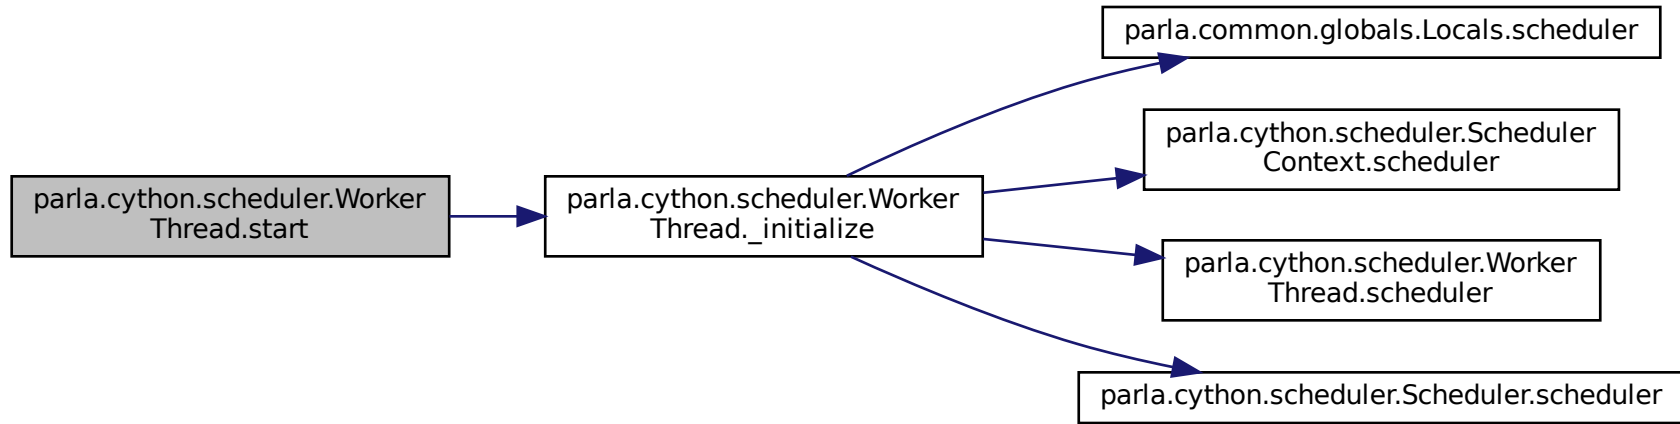 parla.cython.scheduler.Worker
Thread.start
parla.cython.scheduler.Worker
Thread._initialize
parla.common.globals.Locals.scheduler
parla.cython.scheduler.Scheduler
Context.scheduler
parla.cython.scheduler.Worker
Thread.scheduler
parla.cython.scheduler.Scheduler.scheduler